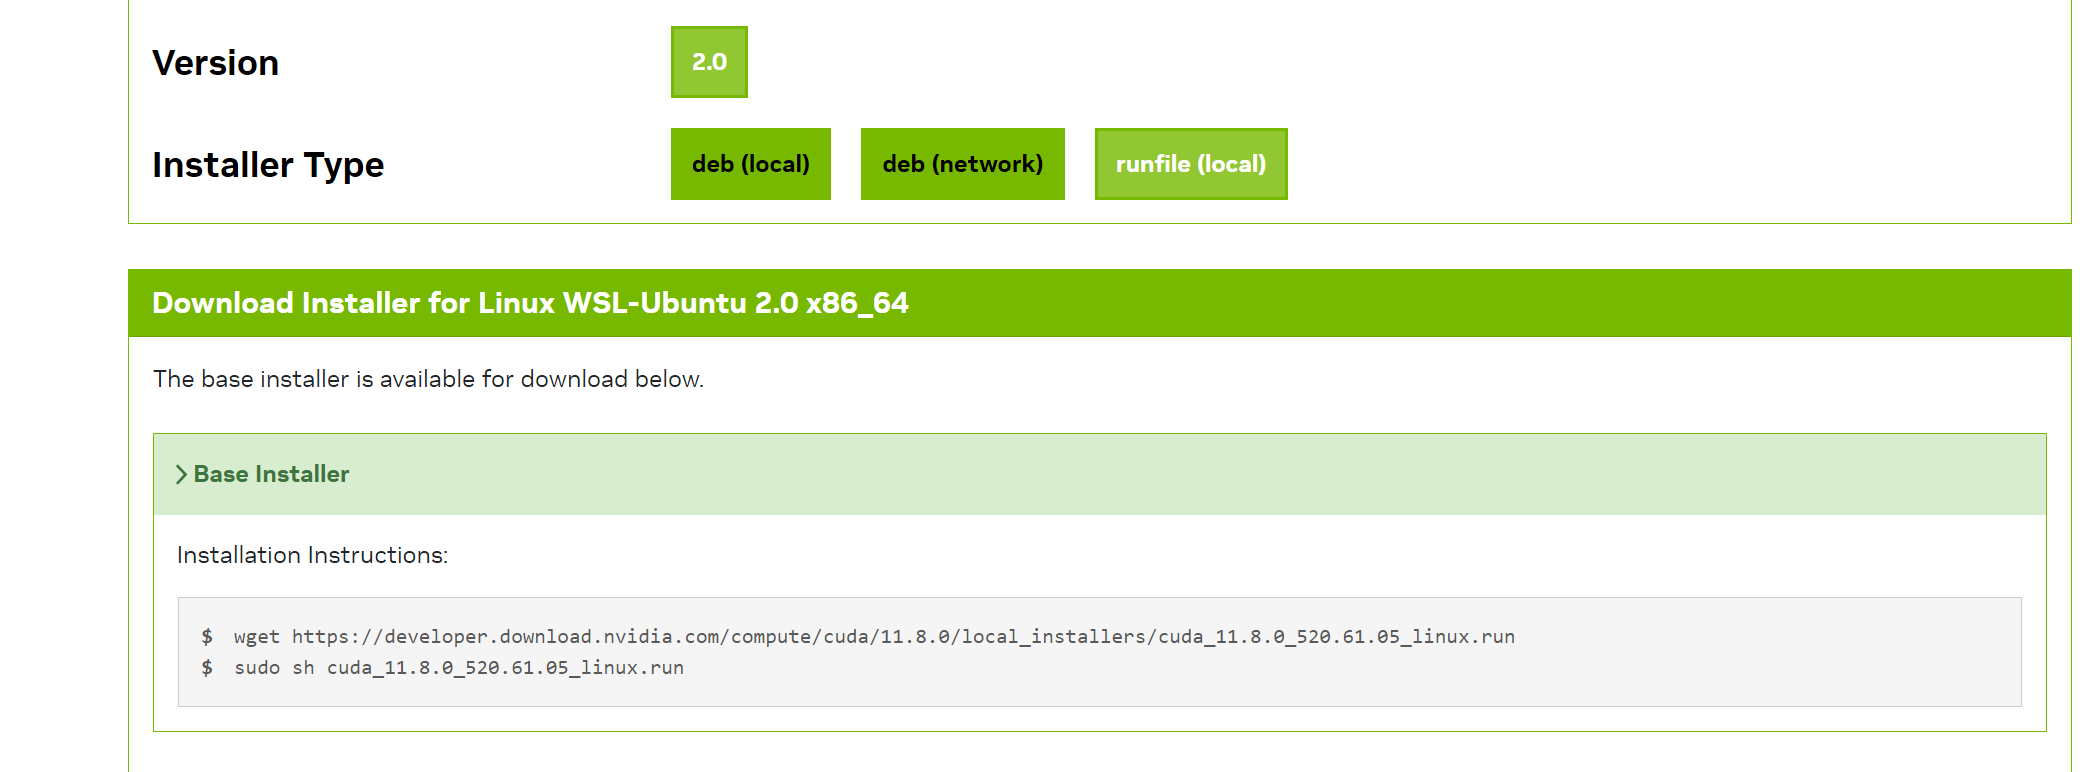 Version
2.0
Installer Type
deb (local)
deb (network)
runfile (local)
Download Installer for Linux WSL-Ubuntu 2.0 x86_64
The base installer is available for download below.
Base Installer
Installation Instructions:
$ wget https://developer.download.nvidia.com/compute/cuda/11.8.0/local_installers/cuda_11.8.0_520.61.05_linux.run
$ sudo sh cuda_11.8.0_520.61.05_linux.run